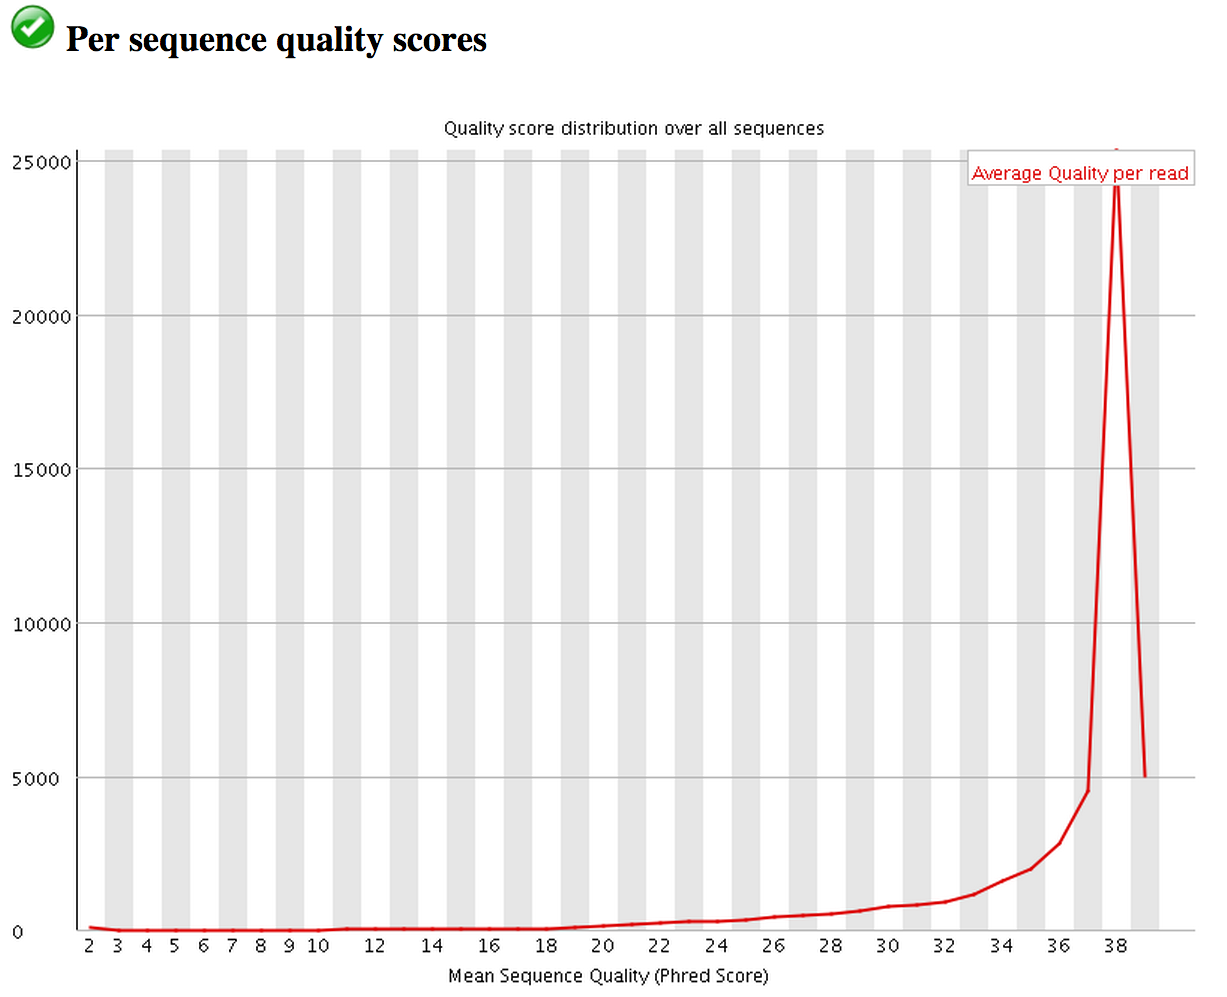 Per sequence quality scores
Quality score distribution over all sequences
Average Quality per read
25000
20000
15000
10000
5000
0
2 3 4 5 6 7 8 9 10 12 14 16 18 20 22 24 26 28 30 32 34 36 38
Mean Sequence Quality (Phred Score)